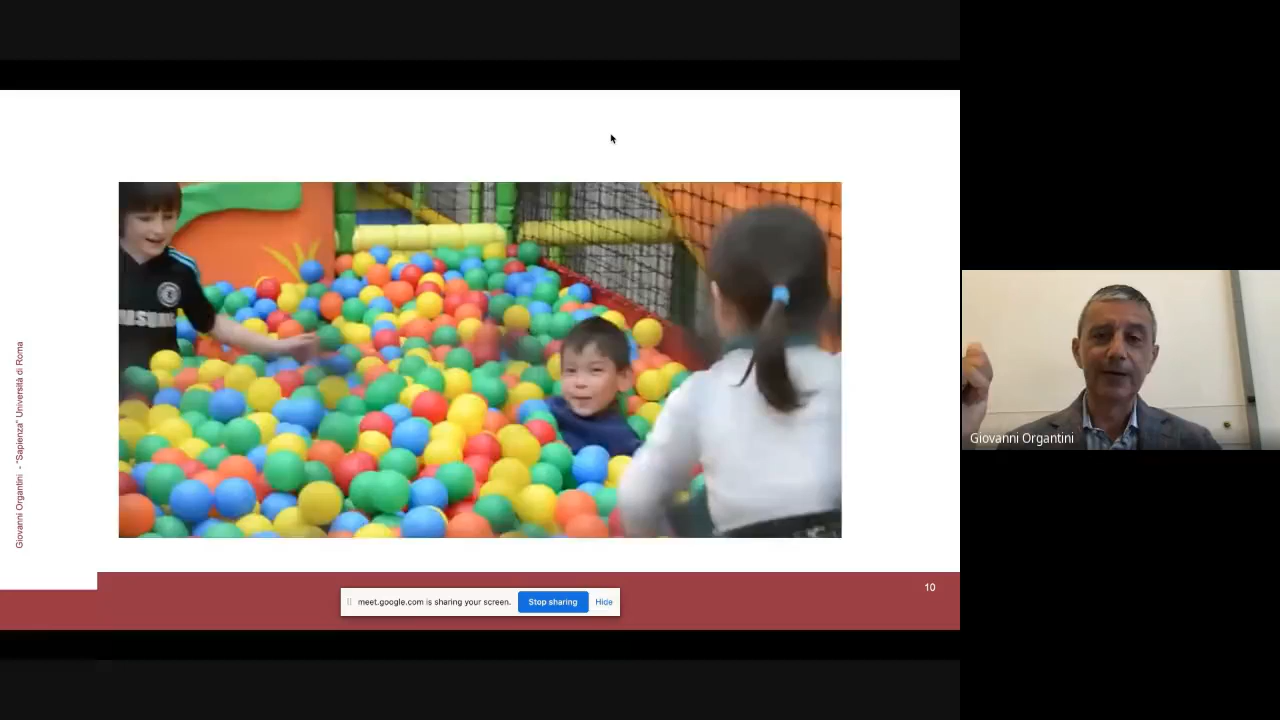 Giovanni Organtini - "Sapienza" Università di Roma
meet.google.com is sharing your screen. Stop sharing Hide
10
Giovanni Organtini